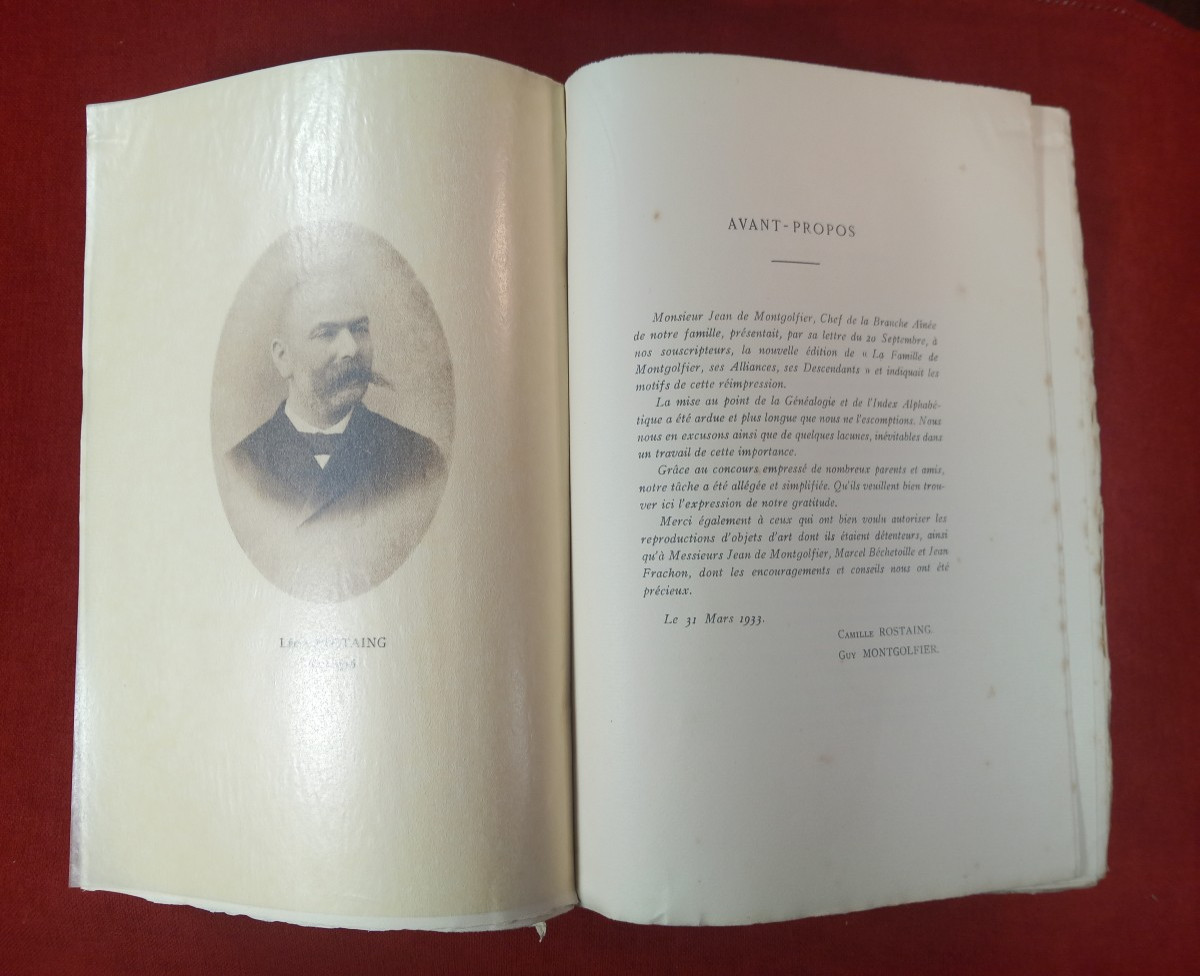 ROSTAING
AVANT-PROPOS
Monsieur Jean de Montgolfier, Chef de la Branche Aînée
de notre famille, présentait, par sa lettre du 20 Septembre, à
nos souscripteurs, la nouvelle édition de « La Famille de
Montgolfier, ses Alliances, ses Descendants » et indiquait les
motifs de cette réimpression.
La mise au point de la Généalogie et de l'Index Alphabé-
tique a été ardue et plus longue que nous ne l'escomptions. Nous
nous en excusons ainsi que de quelques lacunes, inévitables dans
un travail de cette importance.
Grâce au concours empressé de nombreux parents et amis,
notre tâche a été allégée et simplifiée. Qu'ils veuillent bien trou-
ver ici l'expression de notre gratitude.
Merci également à ceux qui ont bien voulu autoriser les
reproductions d'objets d'art dont ils étaient détenteurs, ainsi
qu'à Messieurs Jean de Montgolfier, Marcel Béchetoille et Jean
Frachon, dont les encouragements et conseils nous ont été
précieux.
Le 31 Mars 1933.
Camille ROSTAING.
Guy MONTGOLFIER.